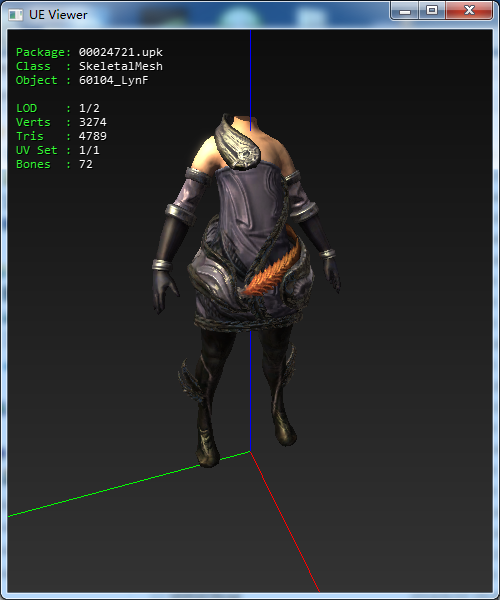 UE Viewer
Package: 00024721.upk
Class : SkeletalMesh
Object : 60104_LynF
LOD : 1/2
Verts : 3274
Tris : 4789
UV Set : 1/1
Bones : 72